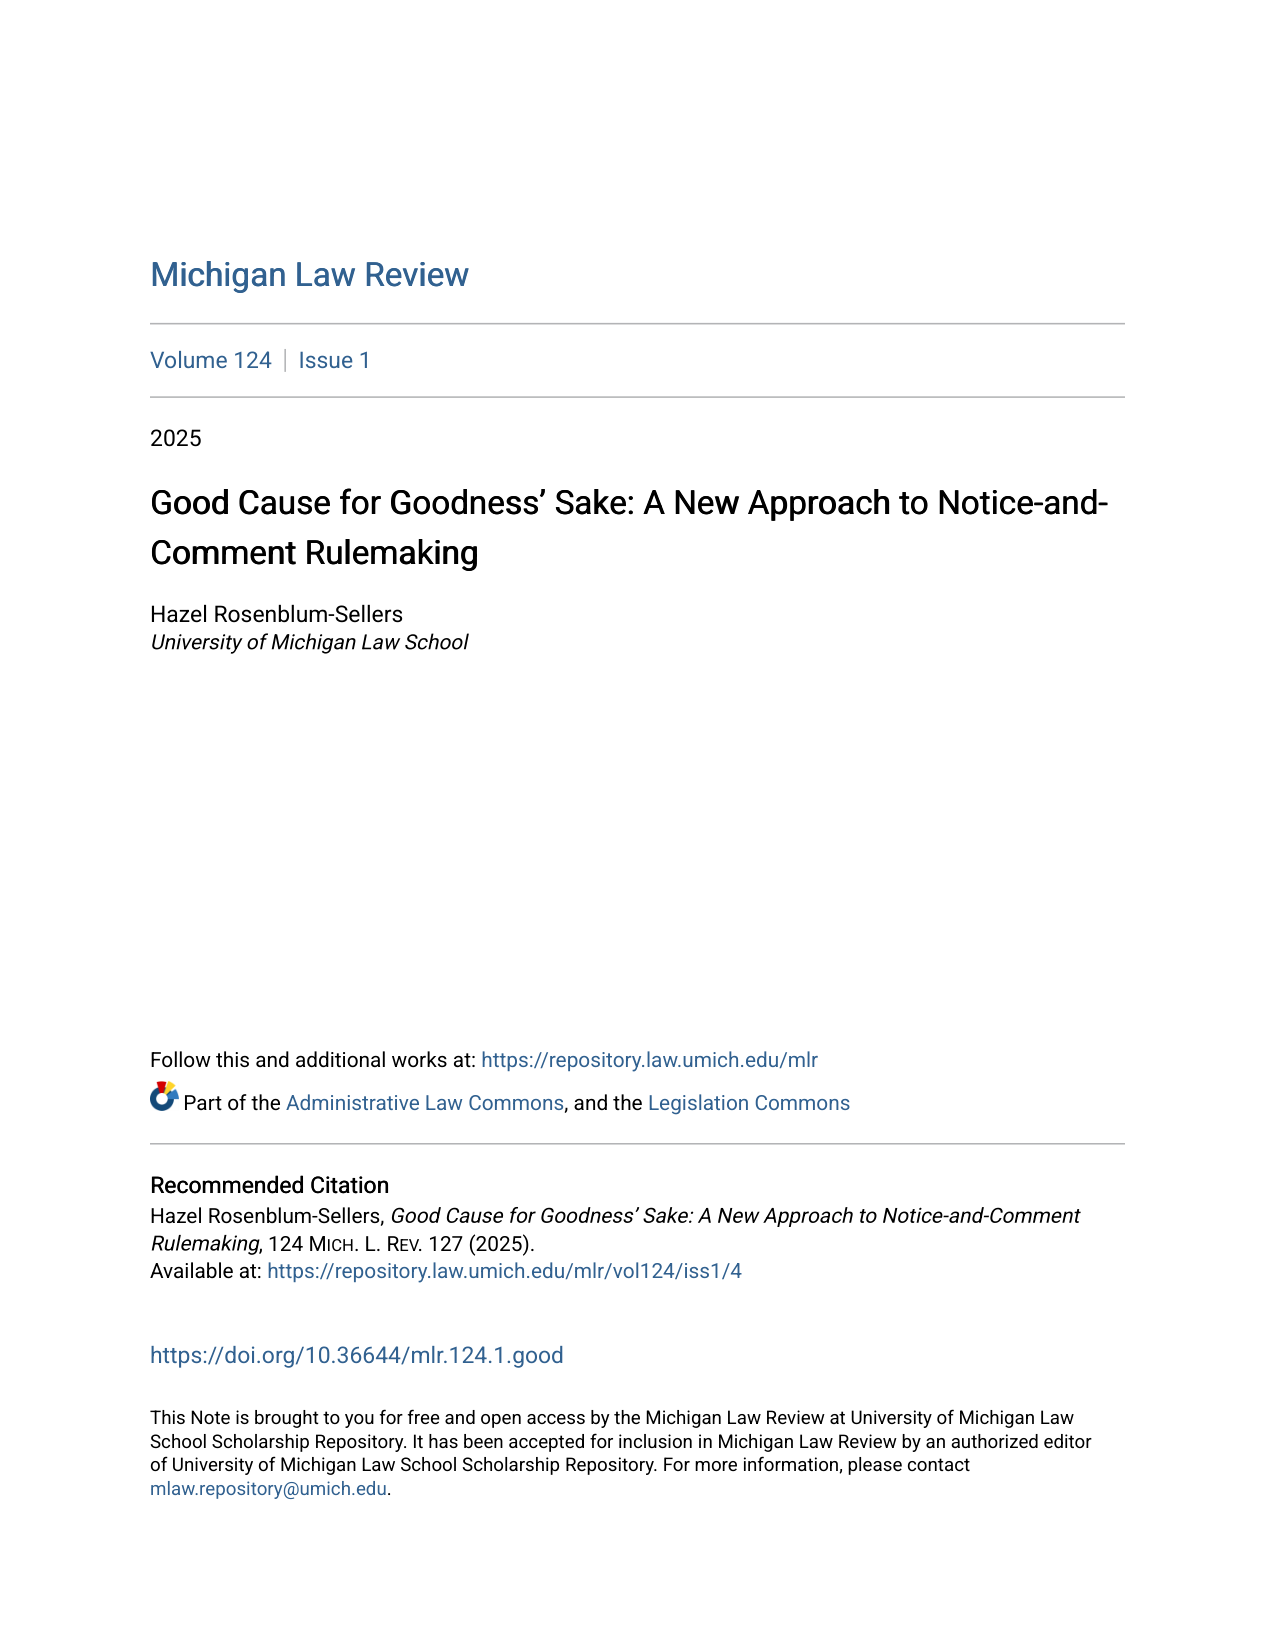 Michigan Law Review
Volume 124 | Issue 1
2025
Good Cause for Goodness’ Sake: A New Approach to Notice-and-
Comment Rulemaking
Hazel Rosenblum-Sellers
University of Michigan Law School
Follow this and additional works at: https://repository.law.umich.edu/mlr
Part of the Administrative Law Commons, and the Legislation Commons
Recommended Citation
Hazel Rosenblum-Sellers, Good Cause for Goodness’ Sake: A New Approach to Notice-and-Comment
Rulemaking, 124 MICH. L. REV. 127 (2025).
Available at: https://repository.law.umich.edu/mlr/vol124/iss1/4
https://doi.org/10.36644/mlr.124.1.good
This Note is brought to you for free and open access by the Michigan Law Review at University of Michigan Law
School Scholarship Repository. It has been accepted for inclusion in Michigan Law Review by an authorized editor
of University of Michigan Law School Scholarship Repository. For more information, please contact
mlaw.repository@umich.edu.